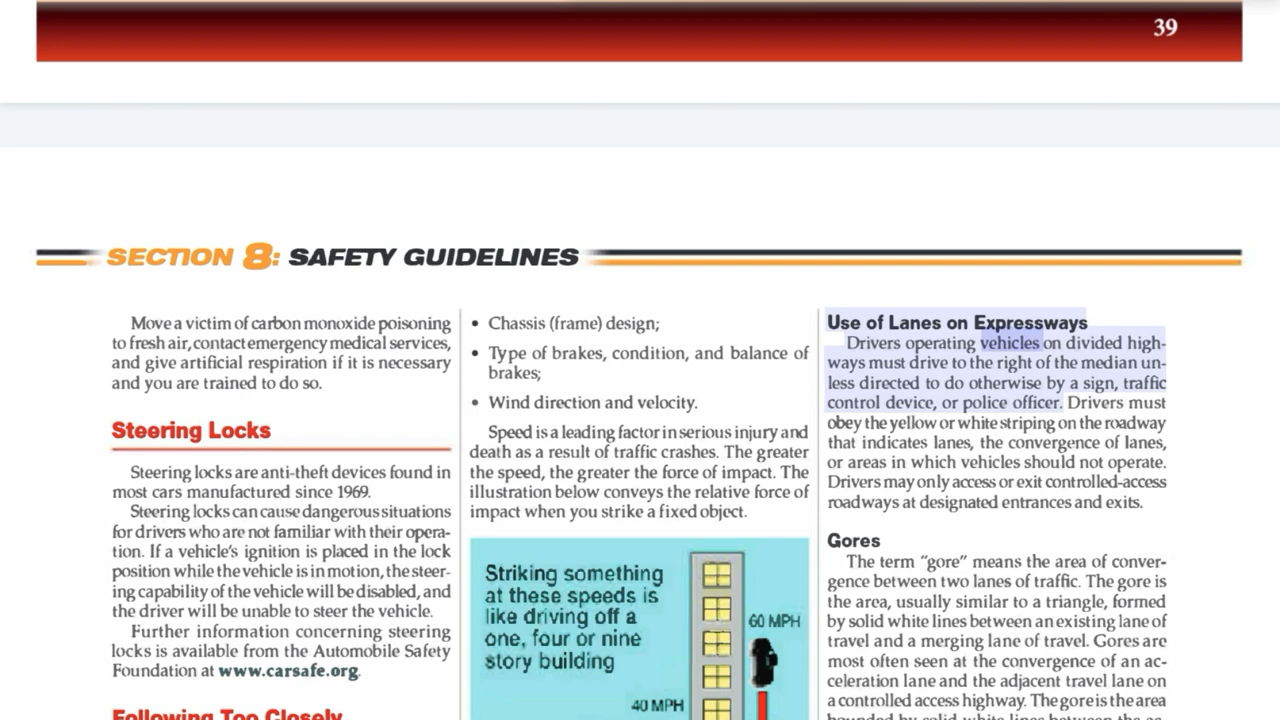 39
SECTION 8: SAFETY GUIDELINES
Move a victim of carbon monoxide poisoning
to fresh air, contact emergency medical services,
and give artificial respiration if it is necessary
and you are trained to do so.
Steering Locks
Steering locks are anti-theft devices found in
most cars manufactured since 1969.
Steering locks can cause dangerous situations
for drivers who are not familiar with their opera-
tion. If a vehicle's ignition is placed in the lock
position while the vehicle is in motion, the steer-
ing capability of the vehicle will be disabled, and
the driver will be unable to steer the vehicle.
Further information concerning steering
locks is available from the Automobile Safety
Foundation at www.carsafe.org.
Following Too Closely
• Chassis (frame) design;
• Type of brakes, condition, and balance of
brakes;
• Wind direction and velocity.
Speed is a leading factor in serious injury and
death as a result of traffic crashes. The greater
the speed, the greater the force of impact. The
illustration below conveys the relative force of
impact when you strike a fixed object.
Striking something
at these speeds is
like driving off a
one, four or nine
story building
60 MPH
40 MPH
Use of Lanes on Expressways
Drivers operating vehicles on divided high-
ways must drive to the right of the median un-
less directed to do otherwise by a sign, traffic
control device, or police officer. Drivers must
obey the yellow or white striping on the roadway
that indicates lanes, the convergence of lanes,
or areas in which vehicles should not operate.
Drivers may only access or exit controlled-access
roadways at designated entrances and exits.
Gores
The term "gore" means the area of conver-
gence between two lanes of traffic. The gore is
the area, usually similar to a triangle, formed
by solid white lines between an existing lane of
travel and a merging lane of travel. Gores are
most often seen at the convergence of an ac-
celeration lane and the adjacent travel lane on
a controlled access highway. The gore is the area
bounded by solid white lines between the ac-